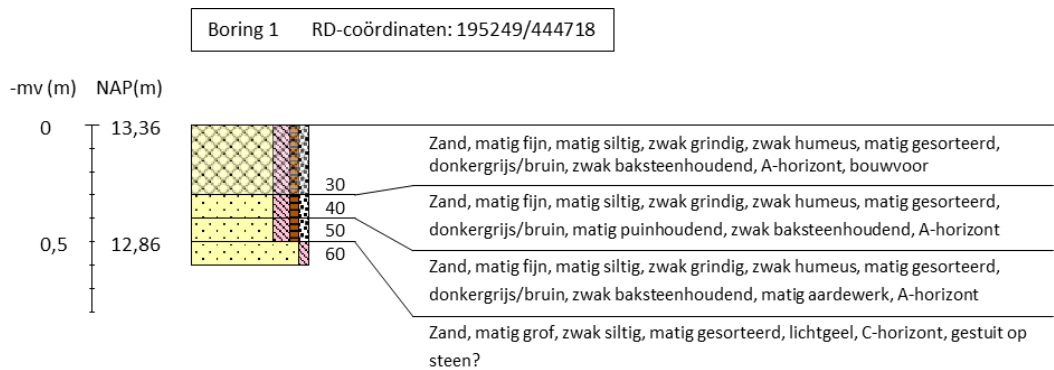 Boring 1 RD-coördinaten: 195249/444718
-mv (m) NAP(m)
0 13,36
Zand, matig fijn, matig siltig, zwak grindig, zwak humeus, matig gesorteerd,
donkergrijs/bruin, zwak baksteenhoudend, A-horizont, bouwvoor
30
Zand, matig fijn, matig siltig, zwak grindig, zwak humeus, matig gesorteerd,
donkergrijs/bruin, matig puinhoudend, zwak baksteenhoudend, A-horizont
40
50
0,5 12,86
60
Zand, matig fijn, matig siltig, zwak grindig, zwak humeus, matig gesorteerd,
donkergrijs/bruin, zwak baksteenhoudend, matig aardewerk, A-horizont
Zand, matig grof, zwak siltig, matig gesorteerd, lichtgeel, C-horizont, gestuit op
steen?